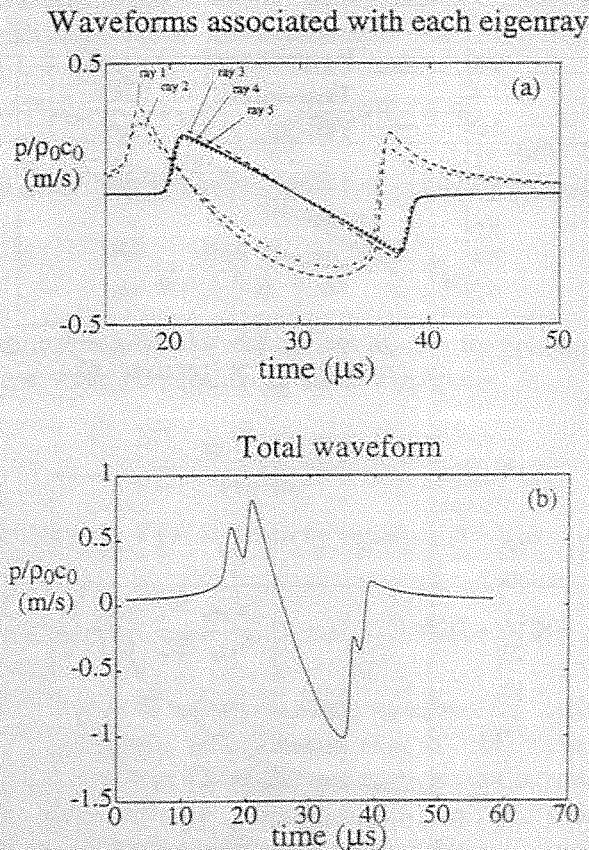 Waveforms associated with each eigenray
0.5
(a)
ray 1
ray 2
ray 3
ray 4
ray 5
p/ρ0c0
(m/s)
-0.5
20
30
40
50
time (µs)
Total waveform
1
(b)
0.5
p/ρ0c0
(m/s)
0
-0.5
-1
-1.5
0
10
20
30
40
50
60
70
time (µs)